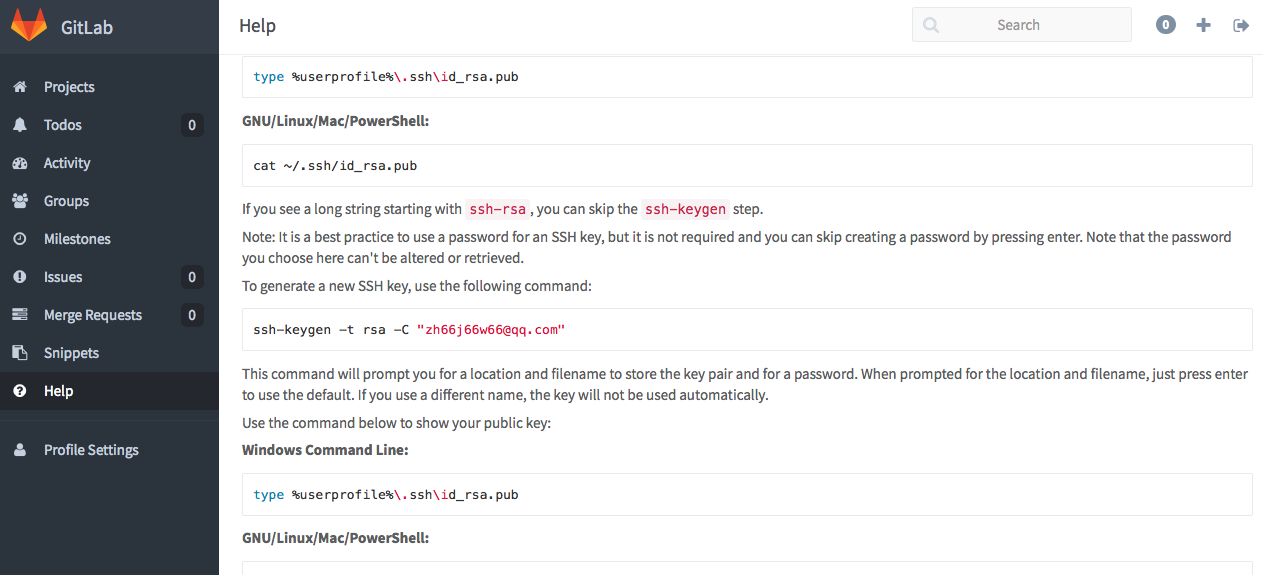 GitLab
Help
Search
0
Projects
Todos
0
Activity
Groups
Milestones
Issues
0
Merge Requests
0
Snippets
Help
Profile Settings
type %userprofile%\.ssh\id_rsa.pub
GNU/Linux/Mac/PowerShell:
cat ~/.ssh/id_rsa.pub
If you see a long string starting with ssh-rsa, you can skip the ssh-keygen step.
Note: It is a best practice to use a password for an SSH key, but it is not required and you can skip creating a password by pressing enter. Note that the password
you choose here can't be altered or retrieved.
To generate a new SSH key, use the following command:
ssh-keygen -t rsa -C "zh66j66w66@qq.com"
This command will prompt you for a location and filename to store the key pair and for a password. When prompted for the location and filename, just press enter
to use the default. If you use a different name, the key will not be used automatically.
Use the command below to show your public key:
Windows Command Line:
type %userprofile%\.ssh\id_rsa.pub
GNU/Linux/Mac/PowerShell: